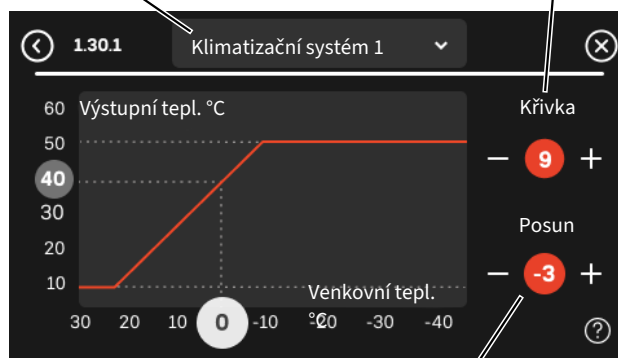 1.30.1
Klimatizační systém 1
60
Výstupní tepl. °C
Křivka
50
9
40
30
Posun
20
-3
10
Venkovní tepl.
°C
30 20 10 0 -10 -20 -30 -40
?